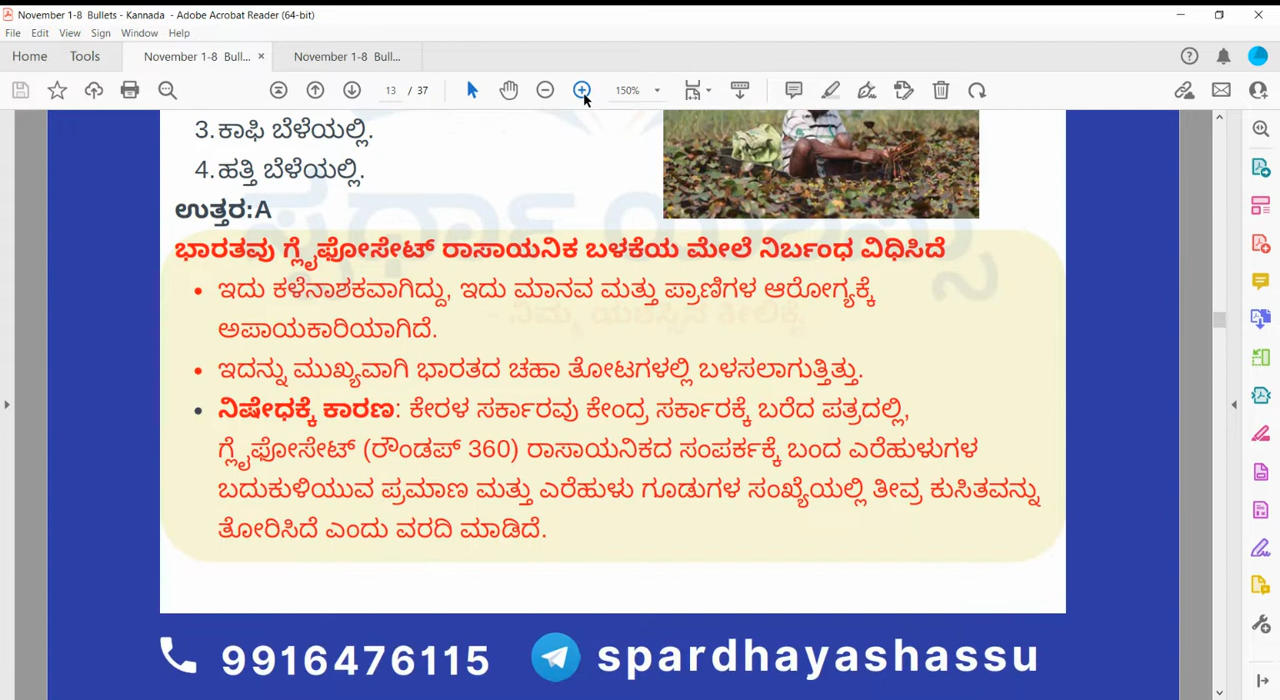 November 1-8 Bullets - Kannada - Adobe Acrobat Reader (64-bit)
File Edit View Sign Window Help
Home Tools November 1-8 Bull... × November 1-8 Bull...
13 / 37 150%
3. ಕಾಫಿ ಬೆಳೆಯಲ್ಲಿ.
4. ಹತ್ತಿ ಬೆಳೆಯಲ್ಲಿ.
ಉತ್ತರ:A
ಭಾರತವು ಗ್ಲೈಫೋಸೇಟ್ ರಾಸಾಯನಿಕ ಬಳಕೆಯ ಮೇಲೆ ನಿರ್ಬಂಧ ವಿಧಿಸಿದೆ
• ಇದು ಕಳೆನಾಶಕವಾಗಿದ್ದು, ಇದು ಮಾನವ ಮತ್ತು ಪ್ರಾಣಿಗಳ ಆರೋಗ್ಯಕ್ಕೆ
ಅಪಾಯಕಾರಿಯಾಗಿದೆ.
• ಇದನ್ನು ಮುಖ್ಯವಾಗಿ ಭಾರತದ ಚಹಾ ತೋಟಗಳಲ್ಲಿ ಬಳಸಲಾಗುತ್ತಿತ್ತು.
• ನಿಷೇಧಕ್ಕೆ ಕಾರಣ: ಕೇರಳ ಸರ್ಕಾರವು ಕೇಂದ್ರ ಸರ್ಕಾರಕ್ಕೆ ಬರೆದ ಪತ್ರದಲ್ಲಿ,
ಗ್ಲೈಫೋಸೇಟ್ (ರೌಂಡಪ್ 360) ರಾಸಾಯನಿಕದ ಸಂಪರ್ಕಕ್ಕೆ ಬಂದ ಎರೆಹುಳುಗಳ
ಬದುಕುಳಿಯುವ ಪ್ರಮಾಣ ಮತ್ತು ಎರೆಹುಳು ಗೂಡುಗಳ ಸಂಖ್ಯೆಯಲ್ಲಿ ತೀವ್ರ ಕುಸಿತವನ್ನು
ತೋರಿಸಿದೆ ಎಂದು ವರದಿ ಮಾಡಿದೆ.
9916476115 spardhayashassu